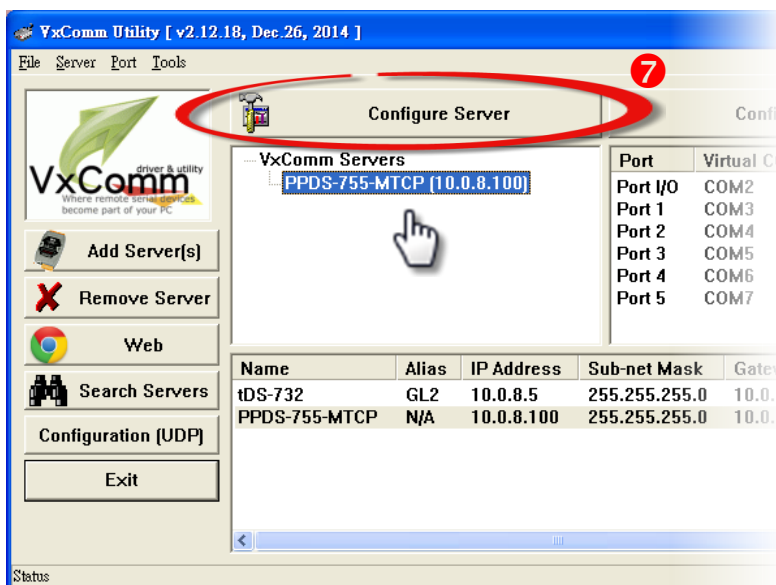 VxComm Utility [ v2.12.18, Dec.26, 2014 ]
File Server Port Tools
7
Configure Server
Confi
VxComm
driver & utility
Where remote serial devices
become part of your PC
Add Server(s)
Remove Server
Web
Search Servers
Configuration (UDP)
Exit
VxComm Servers
PPDS-755-MTCP (10.0.8.100)
Port Virtual C
Port I/O COM2
Port 1 COM3
Port 2 COM4
Port 3 COM5
Port 4 COM6
Port 5 COM7
Name Alias IP Address Sub-net Mask Gatew
tDS-732 GL2 10.0.8.5 255.255.255.0 10.0.
PPDS-755-MTCP N/A 10.0.8.100 255.255.255.0 10.0.
Status